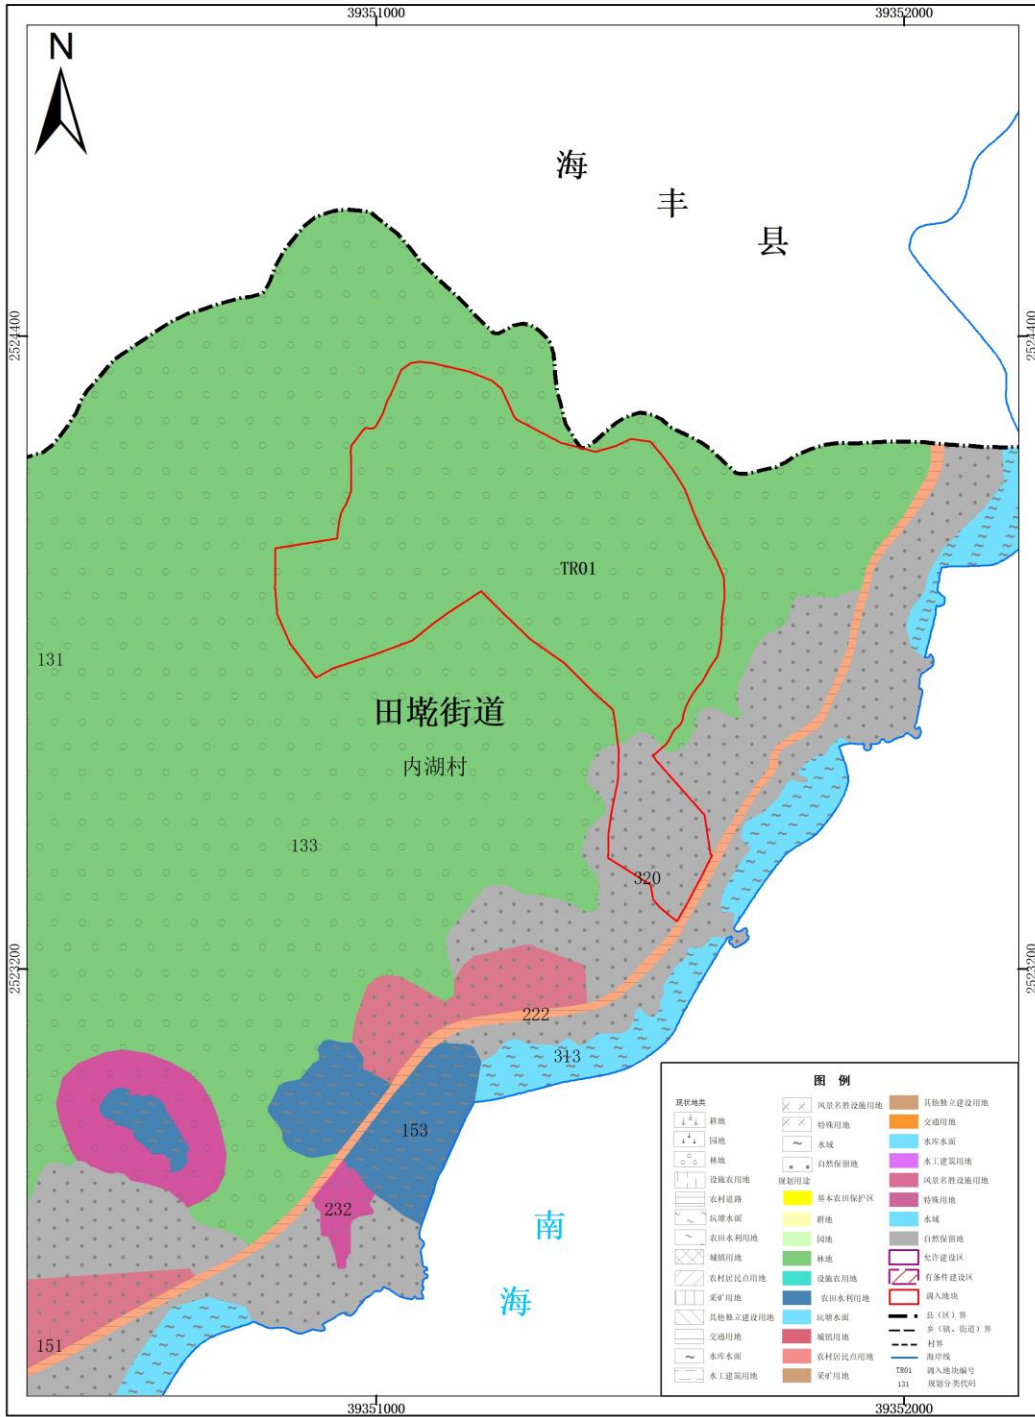 39351000
39352000
N
海
丰
县
2524400
2524400
TR01
131
田墘街道
内湖村
133
320
2523200
2523200
222
313
153
232
南
海
151
39351000
39352000
图 例
现状地类
耕地
园地
林地
设施农用地
农村道路
坑塘水面
农田水利用地
城镇用地
农村居民点用地
采矿用地
其他独立建设用地
交通用地
水库水面
水工建筑用地
风景名胜设施用地
特殊用地
水域
自然保留地
规划用途
基本农田保护区
耕地
园地
林地
设施农用地
农田水利用地
坑塘水面
城镇用地
农村居民点用地
采矿用地
其他独立建设用地
交通用地
水库水面
水工建筑用地
风景名胜设施用地
特殊用地
水域
自然保留地
允许建设区
有条件建设区
调入地块
县（区）界
乡（镇、街道）界
村界
海岸线
TR01 调入地块编号
131 规划分类代码